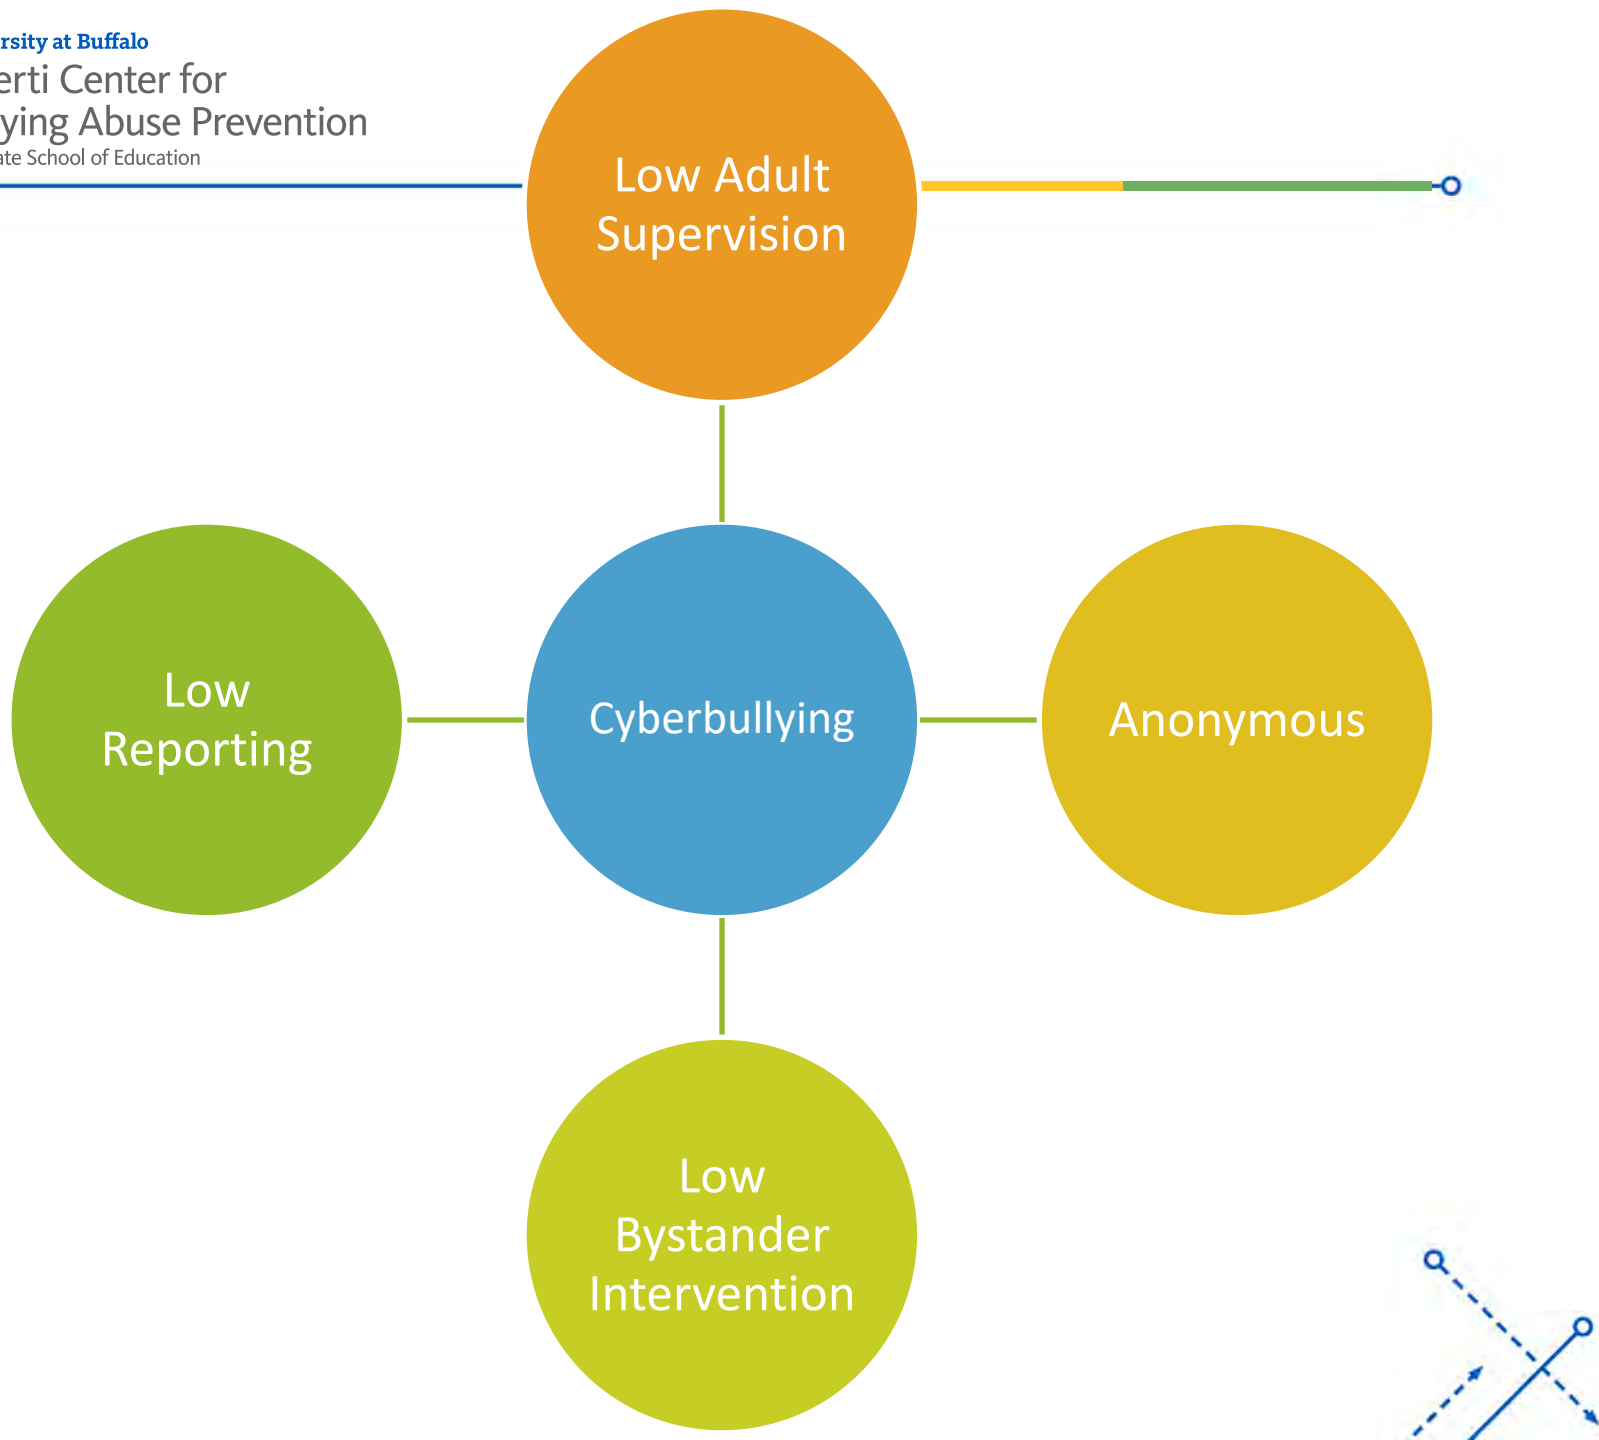 rsity at Buffalo
erti Center for
ying Abuse Prevention
ate School of Education
Low Adult
Supervision
Low
Reporting
Cyberbullying
Anonymous
Low
Bystander
Intervention